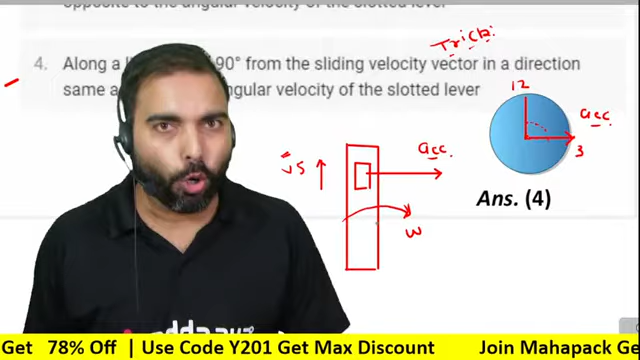 opposite to the angular velocity of the slotted lever
4. Along a 90° from the sliding velocity vector in a direction
same a ngular velocity of the slotted lever
Trick:
12
acc
3
Ans. (4)
acc.
vs
w
Get 78% Off | Use Code Y201 Get Max Discount Join Mahapack Ge